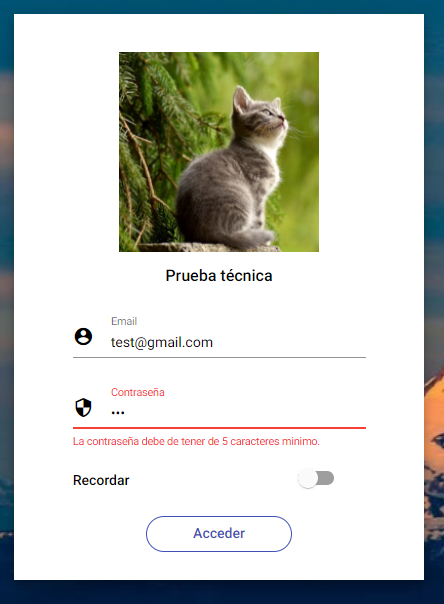 Prueba técnica
Email
test@gmail.com
Contraseña
•••
La contraseña debe de tener de 5 caracteres minimo.
Recordar
Acceder